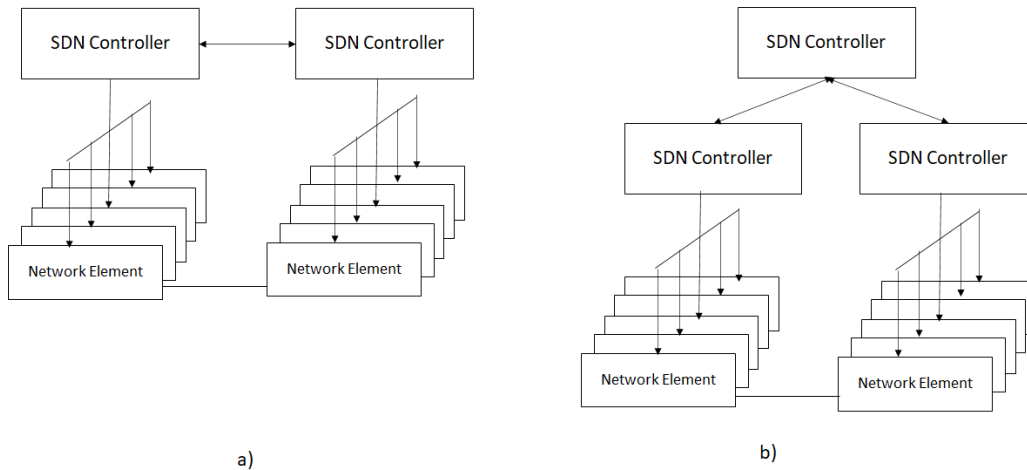 SDN Controller
SDN Controller
Network Element
Network Element
a)
SDN Controller
SDN Controller
SDN Controller
Network Element
Network Element
b)